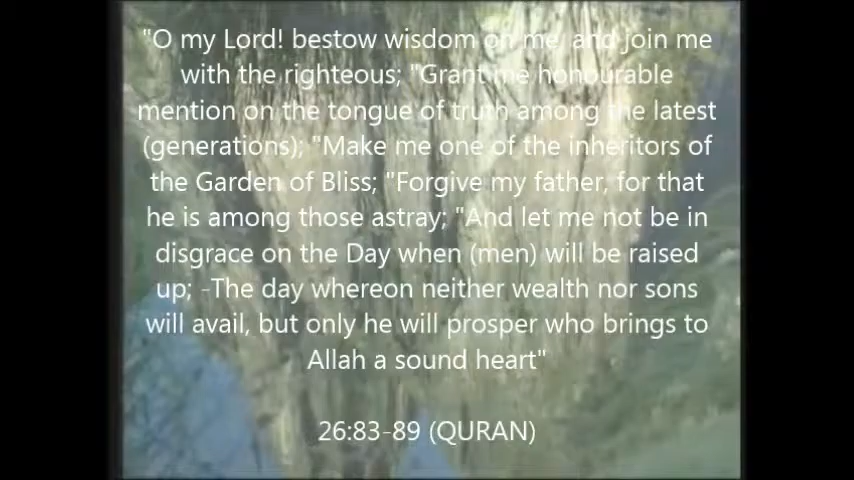 "O my Lord! bestow wisdom on me, and join me
with the righteous; "Grant me honourable
mention on the tongue of truth among the latest
(generations); "Make me one of the inheritors of
the Garden of Bliss; "Forgive my father, for that
he is among those astray; "And let me not be in
disgrace on the Day when (men) will be raised
up; -The day whereon neither wealth nor sons
will avail, but only he will prosper who brings to
Allah a sound heart"
26:83-89 (QURAN)